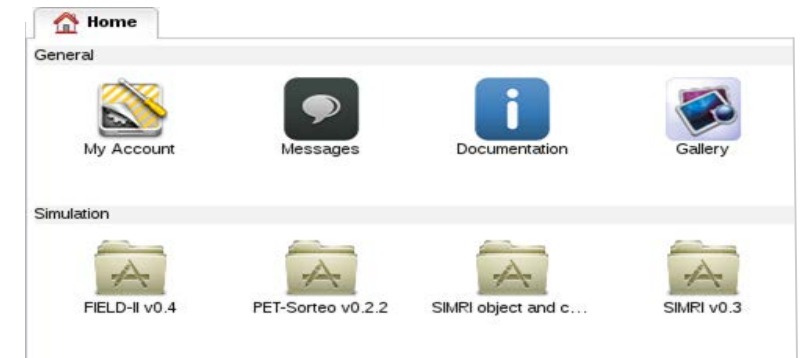 Home
General
My Account Messages Documentation Gallery
Simulation
FIELD-II v0.4 PET-Sorteo v0.2.2 SIMRI object and c... SIMRI v0.3